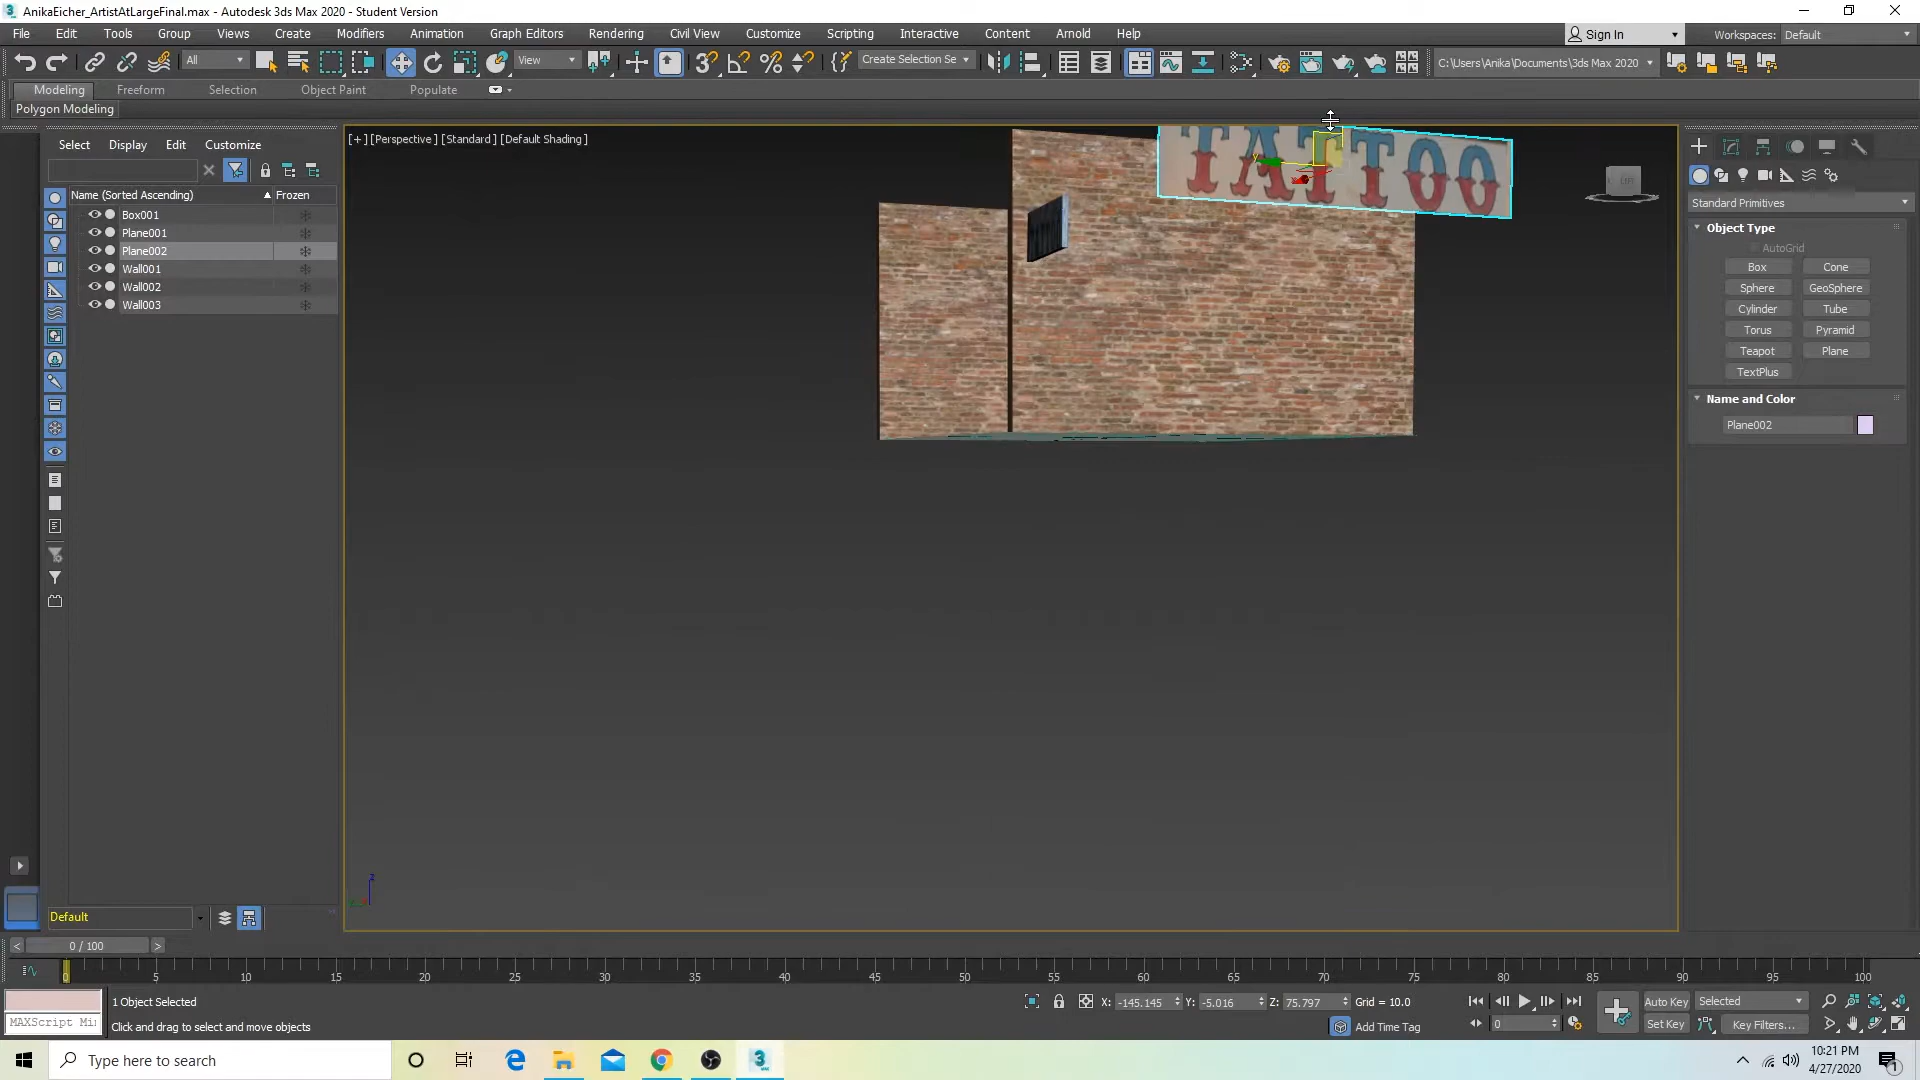 AnikaEicher_ArtistAtLargeFinal.max - Autodesk 3ds Max 2020 - Student Version
File Edit Tools Group Views Create Modifiers Animation Graph Editors Rendering Civil View Customize Scripting Interactive Content Arnold Help
Sign In
Workspaces: Default
All
View
Create Selection Se
C:\Users\Anika\Documents\3ds Max 2020
Modeling Freeform Selection Object Paint Populate
Polygon Modeling
Select Display Edit Customize
Name (Sorted Ascending) Frozen
Box001
Plane001
Plane002
Wall001
Wall002
Wall003
[+] [Perspective] [Standard] [Default Shading]
TATTOO
Standard Primitives
Object Type
AutoGrid
Box Cone
Sphere GeoSphere
Cylinder Tube
Torus Pyramid
Teapot Plane
TextPlus
Name and Color
Plane002
z
Default
< 0 / 100 >
0 5 10 15 20 25 30 35 40 45 50 55 60 65 70 75 80 85 90 95 100
1 Object Selected
X: -145.145 Y: -5.016 Z: 75.797 Grid = 10.0
Auto Key Selected
MAXScript Mi
Click and drag to select and move objects
Add Time Tag
0
Set Key Key Filters...
Type here to search
10:21 PM
4/27/2020